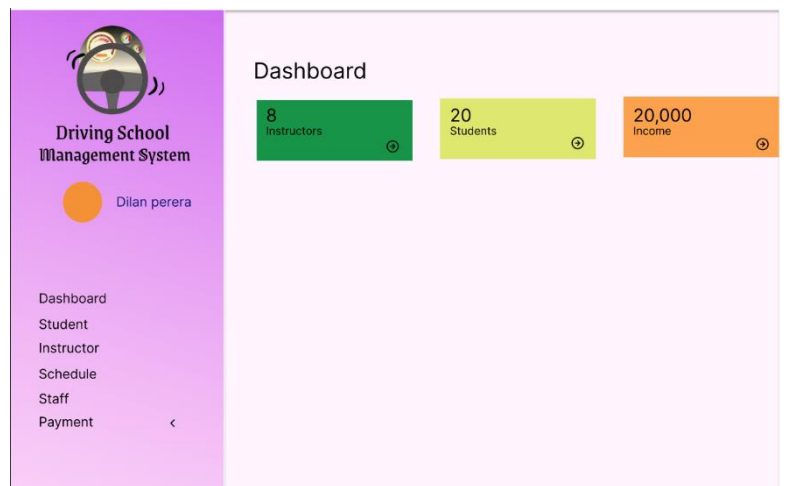 Driving School
Management System
Dilan perera
Dashboard
Student
Instructor
Schedule
Staff
Payment
Dashboard
8
Instructors
20
Students
20,000
Income